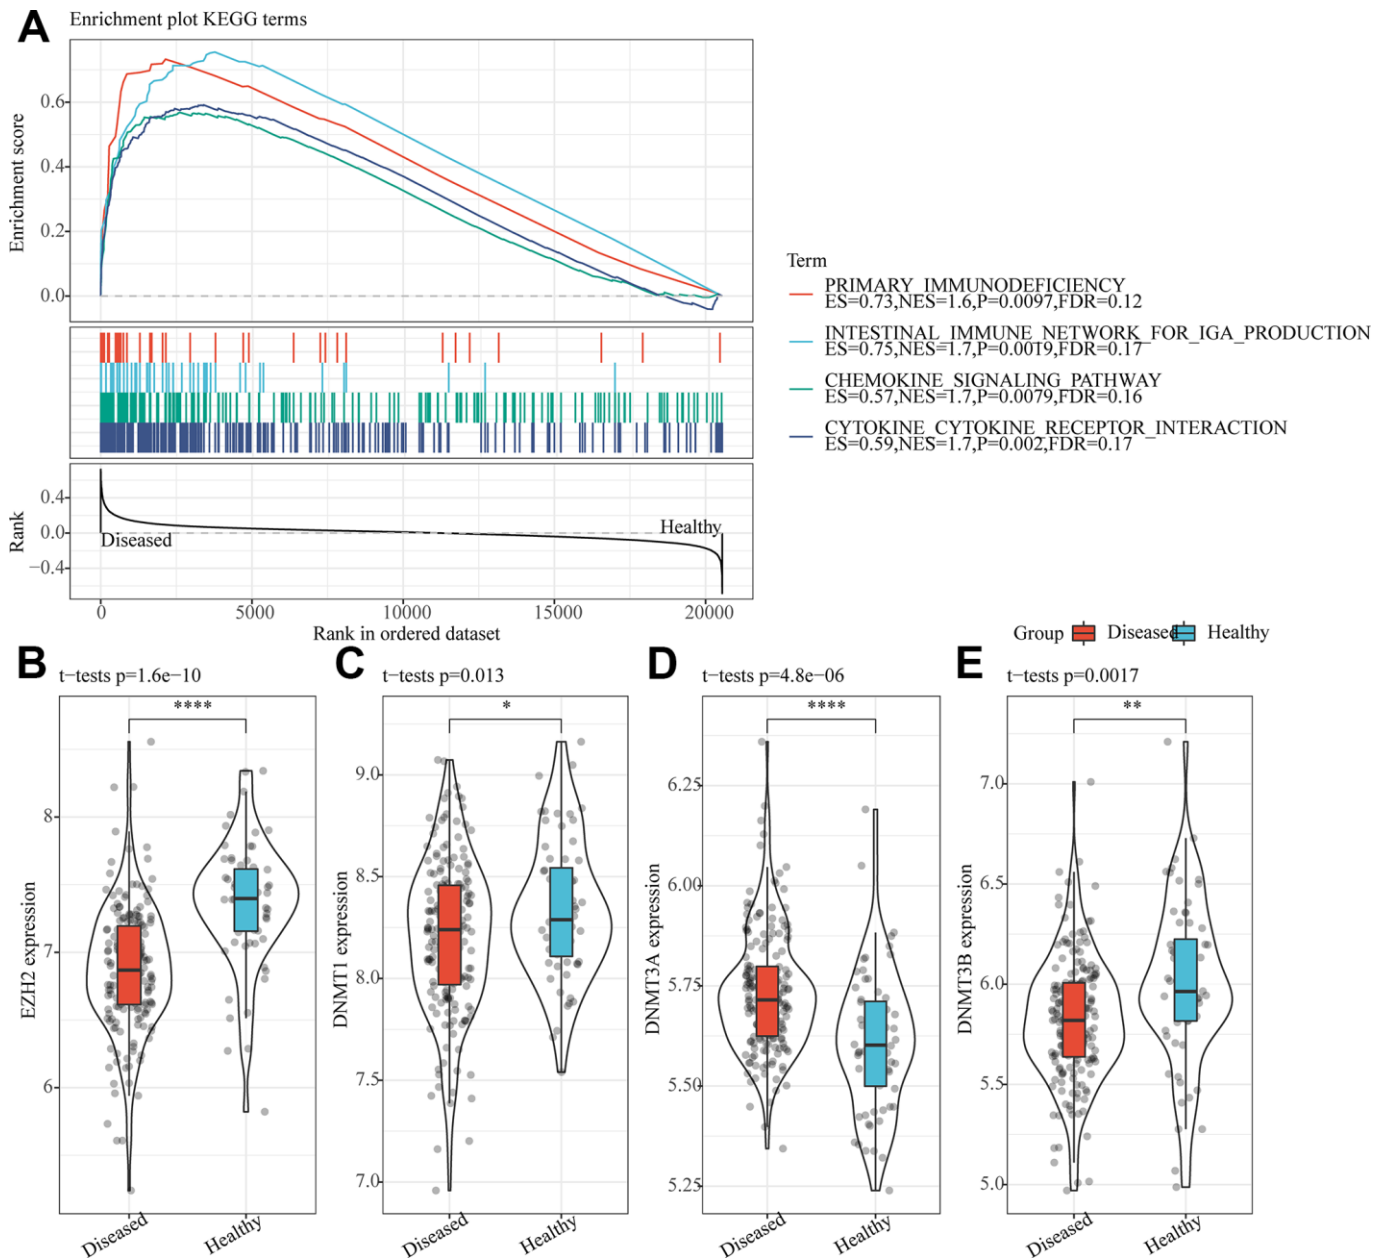 A
Enrichment plot KEGG terms
Enrichment score
0.6
0.4
0.2
0.0
Term
PRIMARY_IMMUNODEFICIENCY
ES=0.73,NES=1.6,P=0.0097,FDR=0.12
INTESTINAL_IMMUNE_NETWORK_FOR_IGA_PRODUCTION
ES=0.75,NES=1.7,P=0.0019,FDR=0.17
CHEMOKINE_SIGNALING_PATHWAY
ES=0.57,NES=1.7,P=0.0079,FDR=0.16
CYTOKINE_CYTOKINE_RECEPTOR_INTERACTION
ES=0.59,NES=1.7,P=0.002,FDR=0.17
Rank
0.4
0.0
−0.4
Diseased
Healthy
0 5000 10000 15000 20000
Rank in ordered dataset
Group Diseased Healthy
B
t−tests p=1.6e−10
****
EZH2 expression
8
7
6
Diseased Healthy
C
t−tests p=0.013
*
DNMT1 expression
9.0
8.5
8.0
7.5
7.0
Diseased Healthy
D
t−tests p=4.8e−06
****
DNMT3A expression
6.25
6.00
5.75
5.50
5.25
Diseased Healthy
E
t−tests p=0.0017
**
DNMT3B expression
7.0
6.5
6.0
5.5
5.0
Diseased Healthy